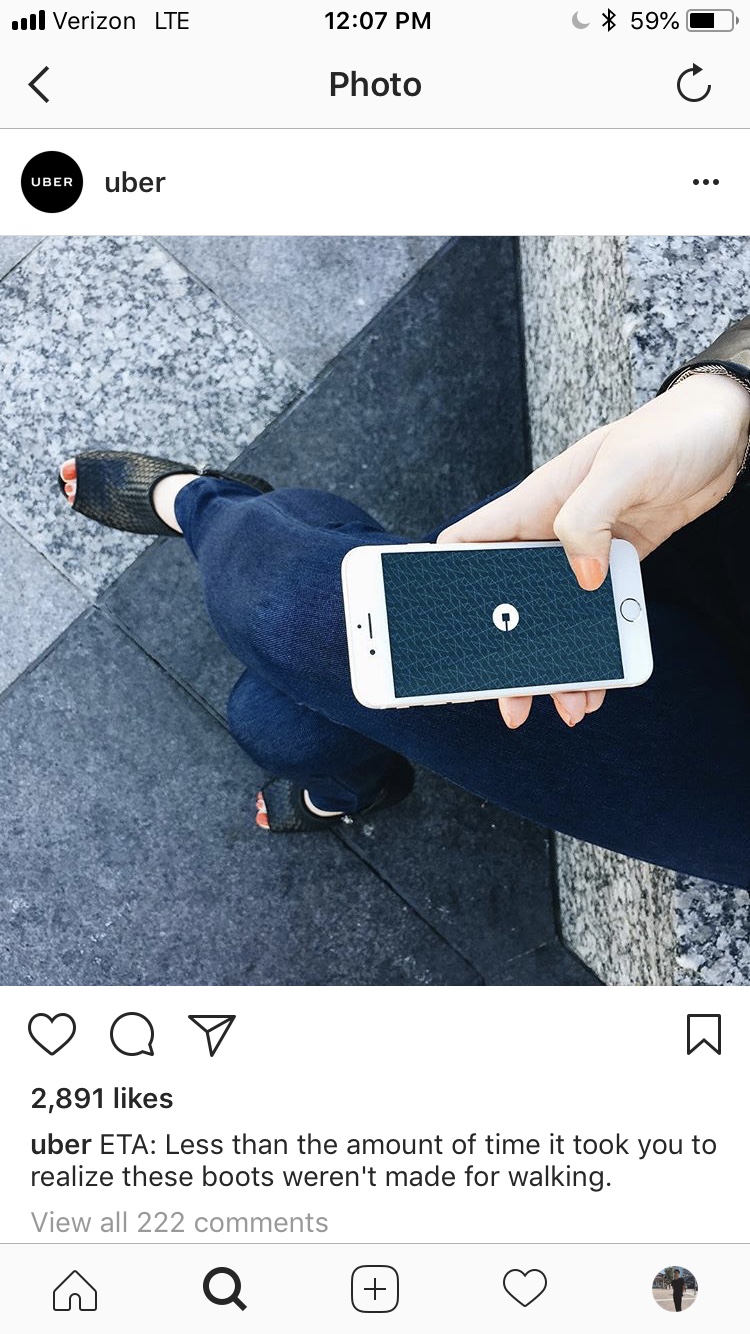 Verizon LTE 12:07 PM 59%
Photo
UBER uber
2,891 likes
uber ETA: Less than the amount of time it took you to
realize these boots weren't made for walking.
View all 222 comments